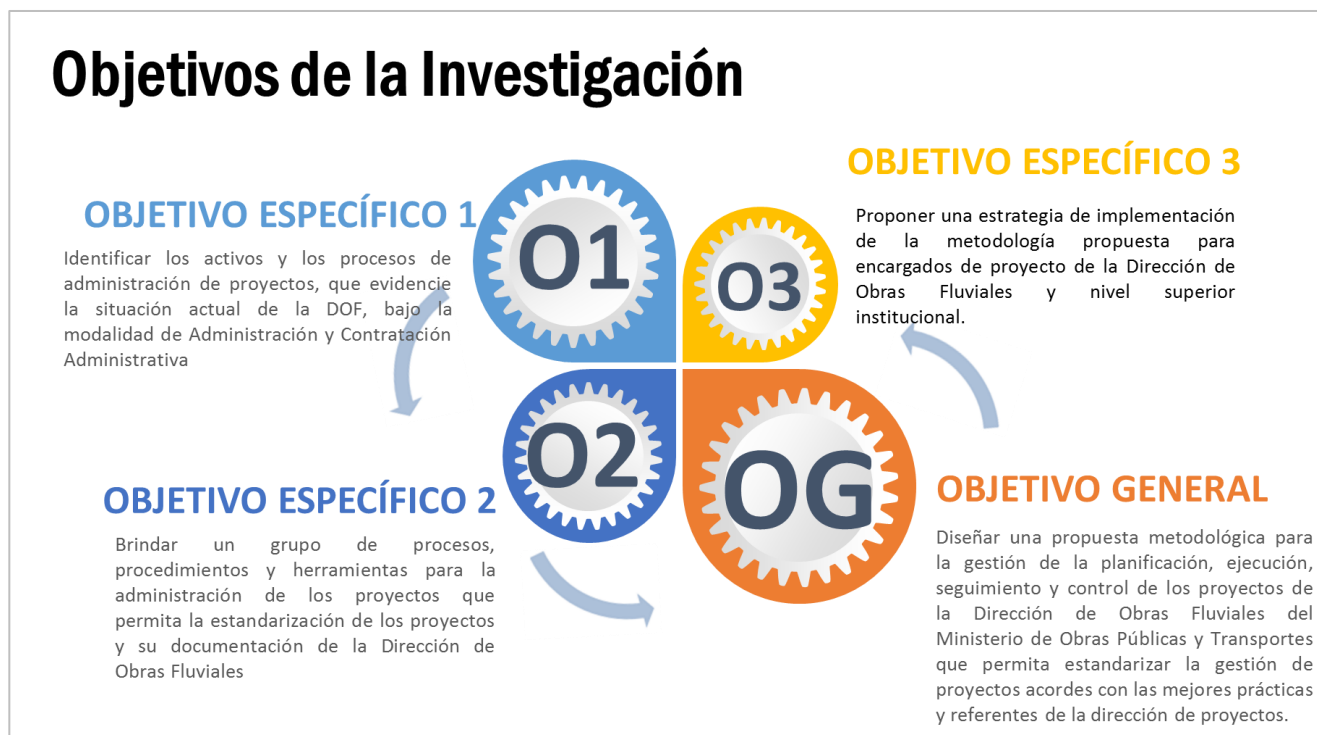 Objetivos de la Investigación
OBJETIVO ESPECÍFICO 1
Identificar los activos y los procesos de
administración de proyectos, que evidencie
la situación actual de la DOF, bajo la
modalidad de Administración y Contratación
Administrativa
O1
O3
OBJETIVO ESPECÍFICO 3
Proponer una estrategia de implementación
de la metodología propuesta para
encargados de proyecto de la Dirección de
Obras Fluviales y nivel superior
institucional.
OBJETIVO ESPECÍFICO 2
Brindar un grupo de procesos,
procedimientos y herramientas para la
administración de los proyectos que
permita la estandarización de los proyectos
y su documentación de la Dirección de
Obras Fluviales
O2
OG
OBJETIVO GENERAL
Diseñar una propuesta metodológica para
la gestión de la planificación, ejecución,
seguimiento y control de los proyectos de
la Dirección de Obras Fluviales del
Ministerio de Obras Públicas y Transportes
que permita estandarizar la gestión de
proyectos acordes con las mejores prácticas
y referentes de la dirección de proyectos.